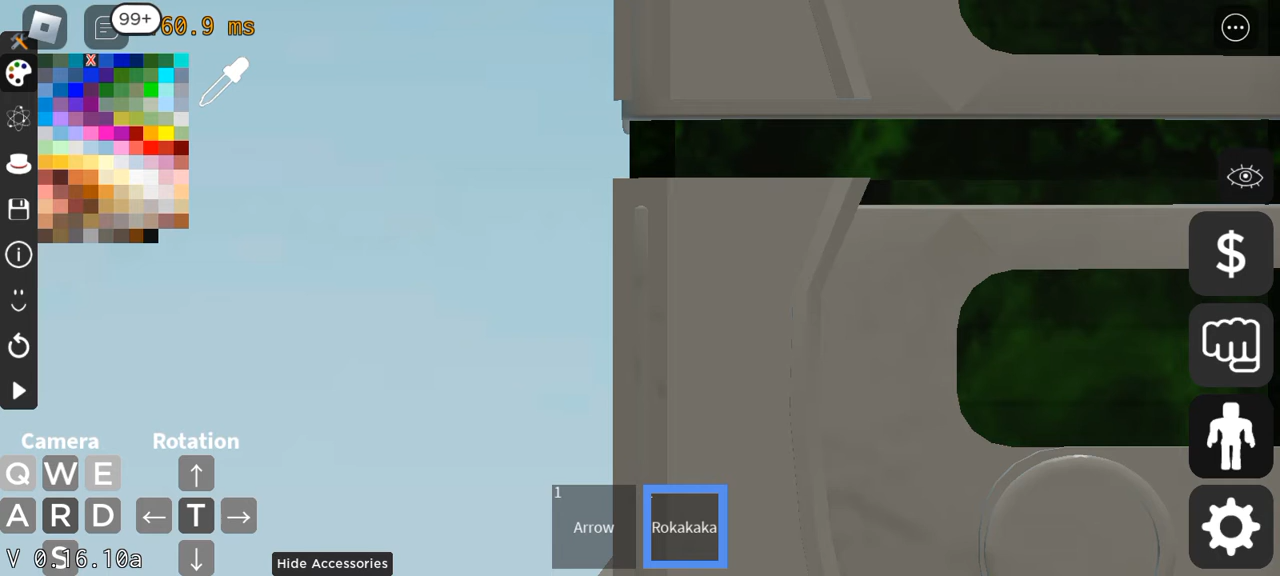 99+
60.9 ms
$
Camera Rotation
Q W E ↑
A R D ← T →
S ↓
V 0.16.10a
Hide Accessories
1
Arrow
Rokakaka